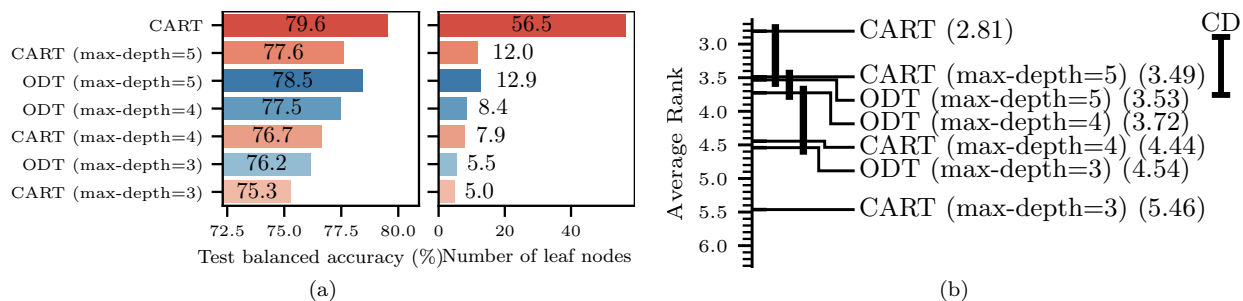 CART
CART (max-depth=5)
ODT (max-depth=5)
ODT (max-depth=4)
CART (max-depth=4)
ODT (max-depth=3)
CART (max-depth=3)
79.6
77.6
78.5
77.5
76.7
76.2
75.3
72.5 75.0 77.5 80.0
Test balanced accuracy (%)
56.5
12.0
12.9
8.4
7.9
5.5
5.0
0 20 40
Number of leaf nodes
(a)
Average Rank
3.0
3.5
4.0
4.5
5.0
5.5
6.0
CART (2.81)
CART (max-depth=5) (3.49)
ODT (max-depth=5) (3.53)
ODT (max-depth=4) (3.72)
CART (max-depth=4) (4.44)
ODT (max-depth=3) (4.54)
CART (max-depth=3) (5.46)
CD
(b)